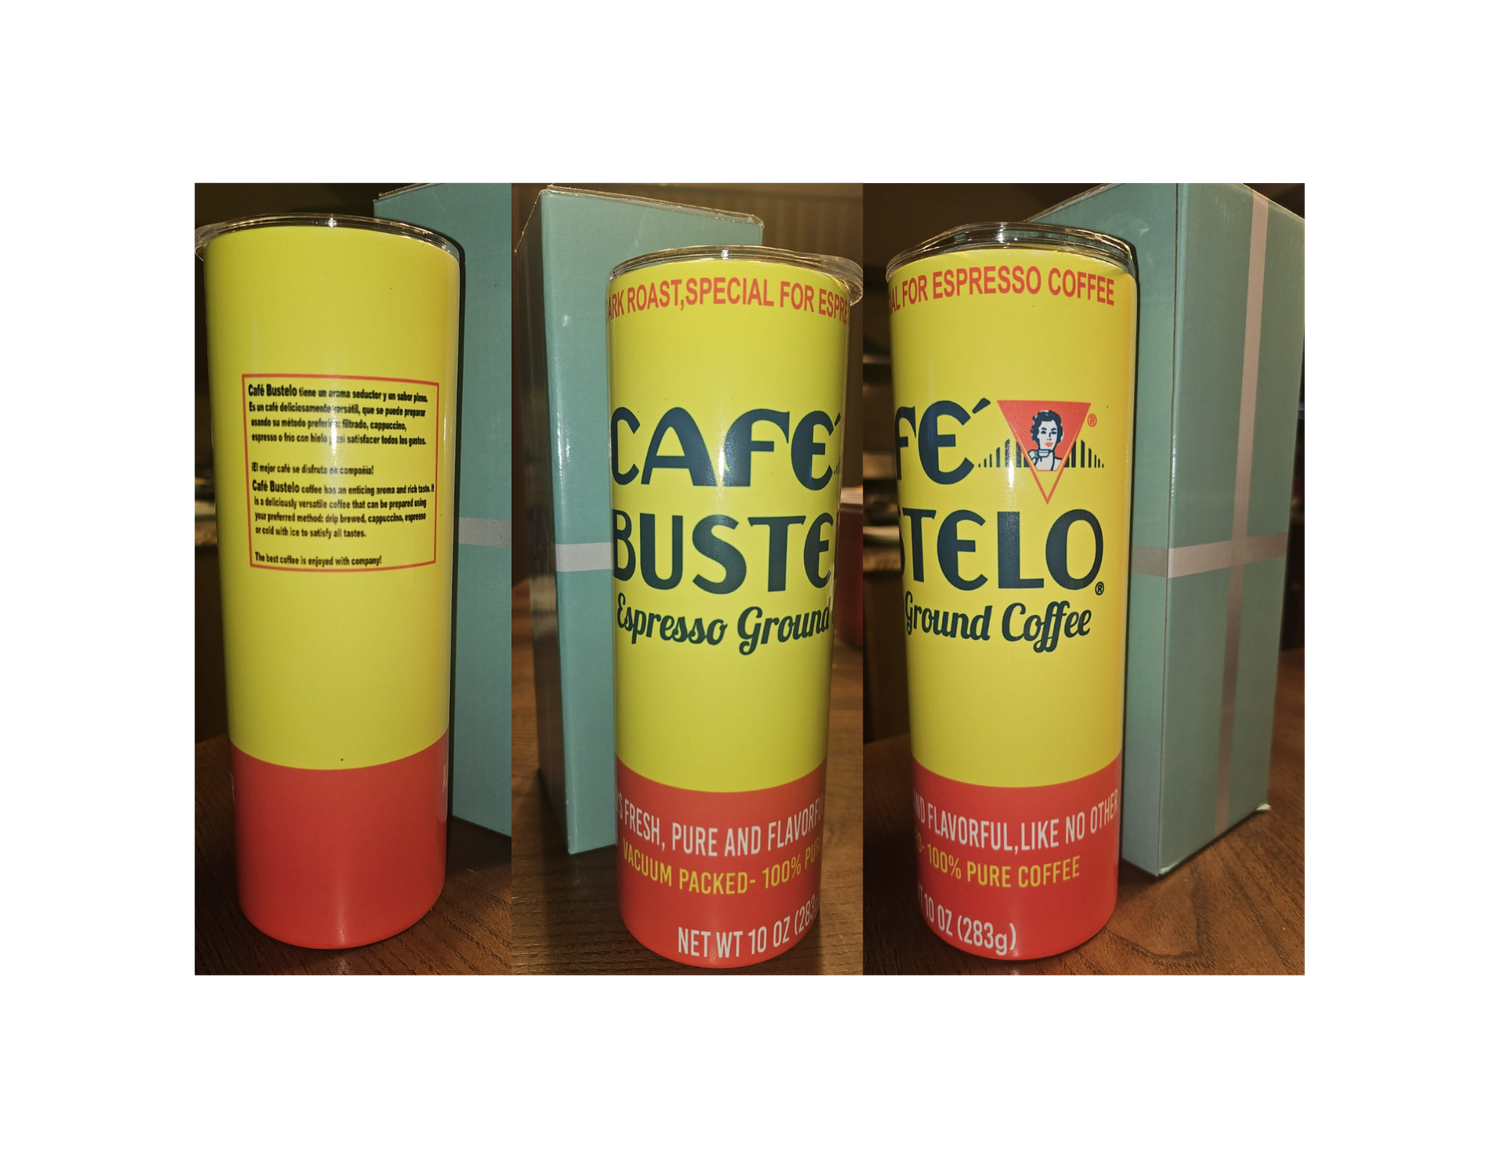 Café Bustelo tiene un aroma seductor y un sabor pleno.
Es un café deliciosamente versátil, que se puede preparar
usando su método preferido: filtrado, cappuccino,
espresso o frío con hielo y así satisfacer todos los gustos.
¡El mejor café se disfruta en compañía!
Café Bustelo coffee has an enticing aroma and rich taste. It
is a deliciously versatile coffee that can be prepared using
your preferred method: drip brewed, cappuccino, espresso
or cold with ice to satisfy all tastes.
The best coffee is enjoyed with company!
ARK ROAST,SPECIAL FOR ESPRE
CAFE´
BUSTE
Espresso Ground
S FRESH, PURE AND FLAVORF
VACUUM PACKED- 100% PU
NET WT 10 OZ (283
AL FOR ESPRESSO COFFEE
FE´ ®
STELO®
Ground Coffee
ND FLAVORFUL,LIKE NO OTHER
D- 100% PURE COFFEE
T 10 OZ (283g)